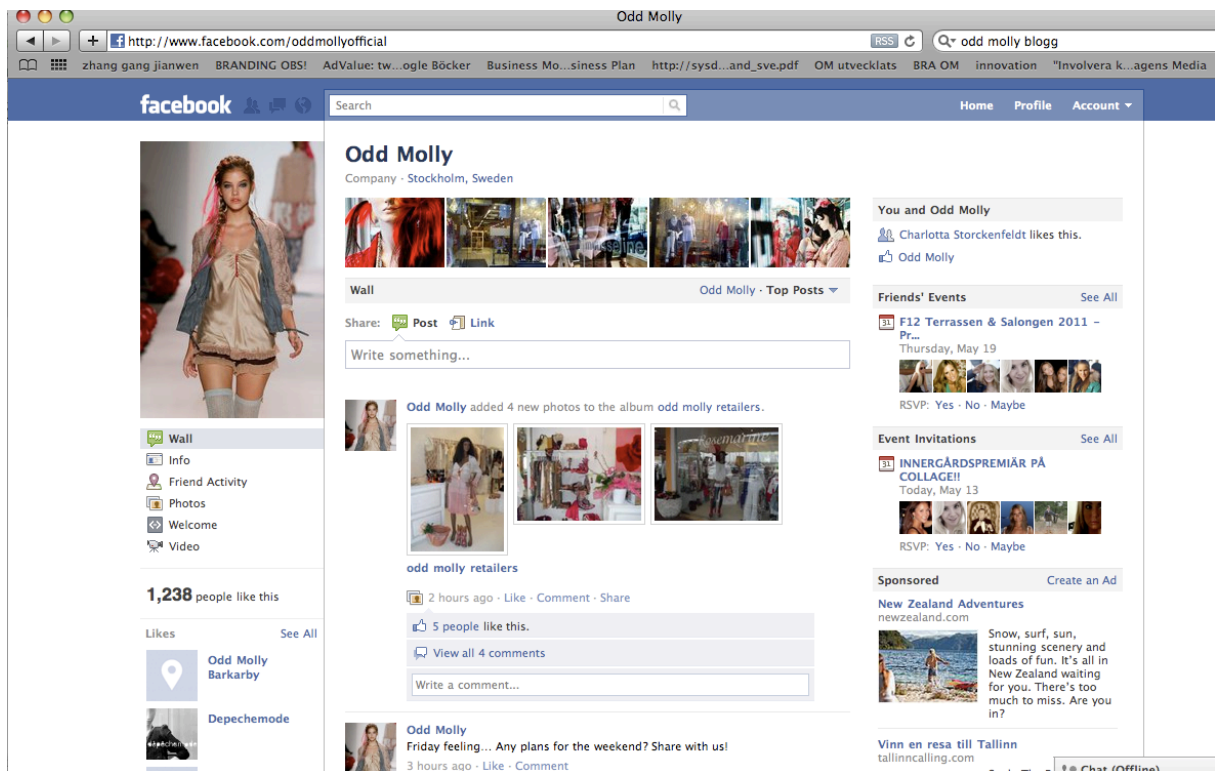 Odd Molly
http://www.facebook.com/oddmollyofficial
RSS
odd molly blogg
zhang gang jianwen BRANDING OBS! AdValue: tw...ogle Böcker Business Mo...siness Plan http://sysd...and_sve.pdf OM utvecklats BRA OM innovation "Involvera k...agens Media
facebook
Search
Home Profile Account
Odd Molly
Company · Stockholm, Sweden
Wall
Odd Molly · Top Posts
Share: Post Link
Write something...
Odd Molly added 4 new photos to the album odd molly retailers.
Rosemarine
odd molly retailers
2 hours ago · Like · Comment · Share
5 people like this.
View all 4 comments
Write a comment...
Odd Molly
Friday feeling... Any plans for the weekend? Share with us!
3 hours ago · Like · Comment
Wall
Info
Friend Activity
Photos
Welcome
Video
1,238 people like this
Likes See All
Odd Molly
Barkarby
Depechemode
depechemode
You and Odd Molly
Charlotta Storckenfeldt likes this.
Odd Molly
Friends' Events See All
31
F12 Terrassen & Salongen 2011 –
Pr...
Thursday, May 19
RSVP: Yes · No · Maybe
Event Invitations See All
31
INNERGÅRDSPREMIÄR PÅ
COLLAGE!!
Today, May 13
RSVP: Yes · No · Maybe
Sponsored Create an Ad
New Zealand Adventures
newzealand.com
Snow, surf, sun,
stunning scenery and
loads of fun. It's all in
New Zealand waiting
for you. There's too
much to miss. Are you
in?
Vinn en resa till Tallinn
tallinncalling.com
Chat (Offline)